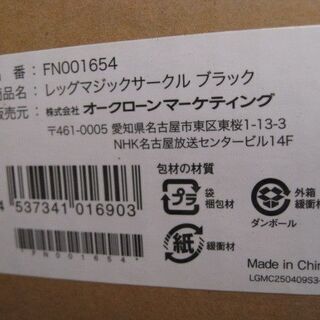 番：FN001654
商品名：レッグマジックサークル ブラック
販売元：株式会社 オークローンマーケティング
〒461-0005 愛知県名古屋市東区東桜1-13-3
NHK名古屋放送センタービル14F
包材の材質
プラ
袋
梱包材
外箱
緩衝材
ダンボール
紙
緩衝材
4 537341 016903
*FN001654*
Made in Chin
LGMC250409S3-